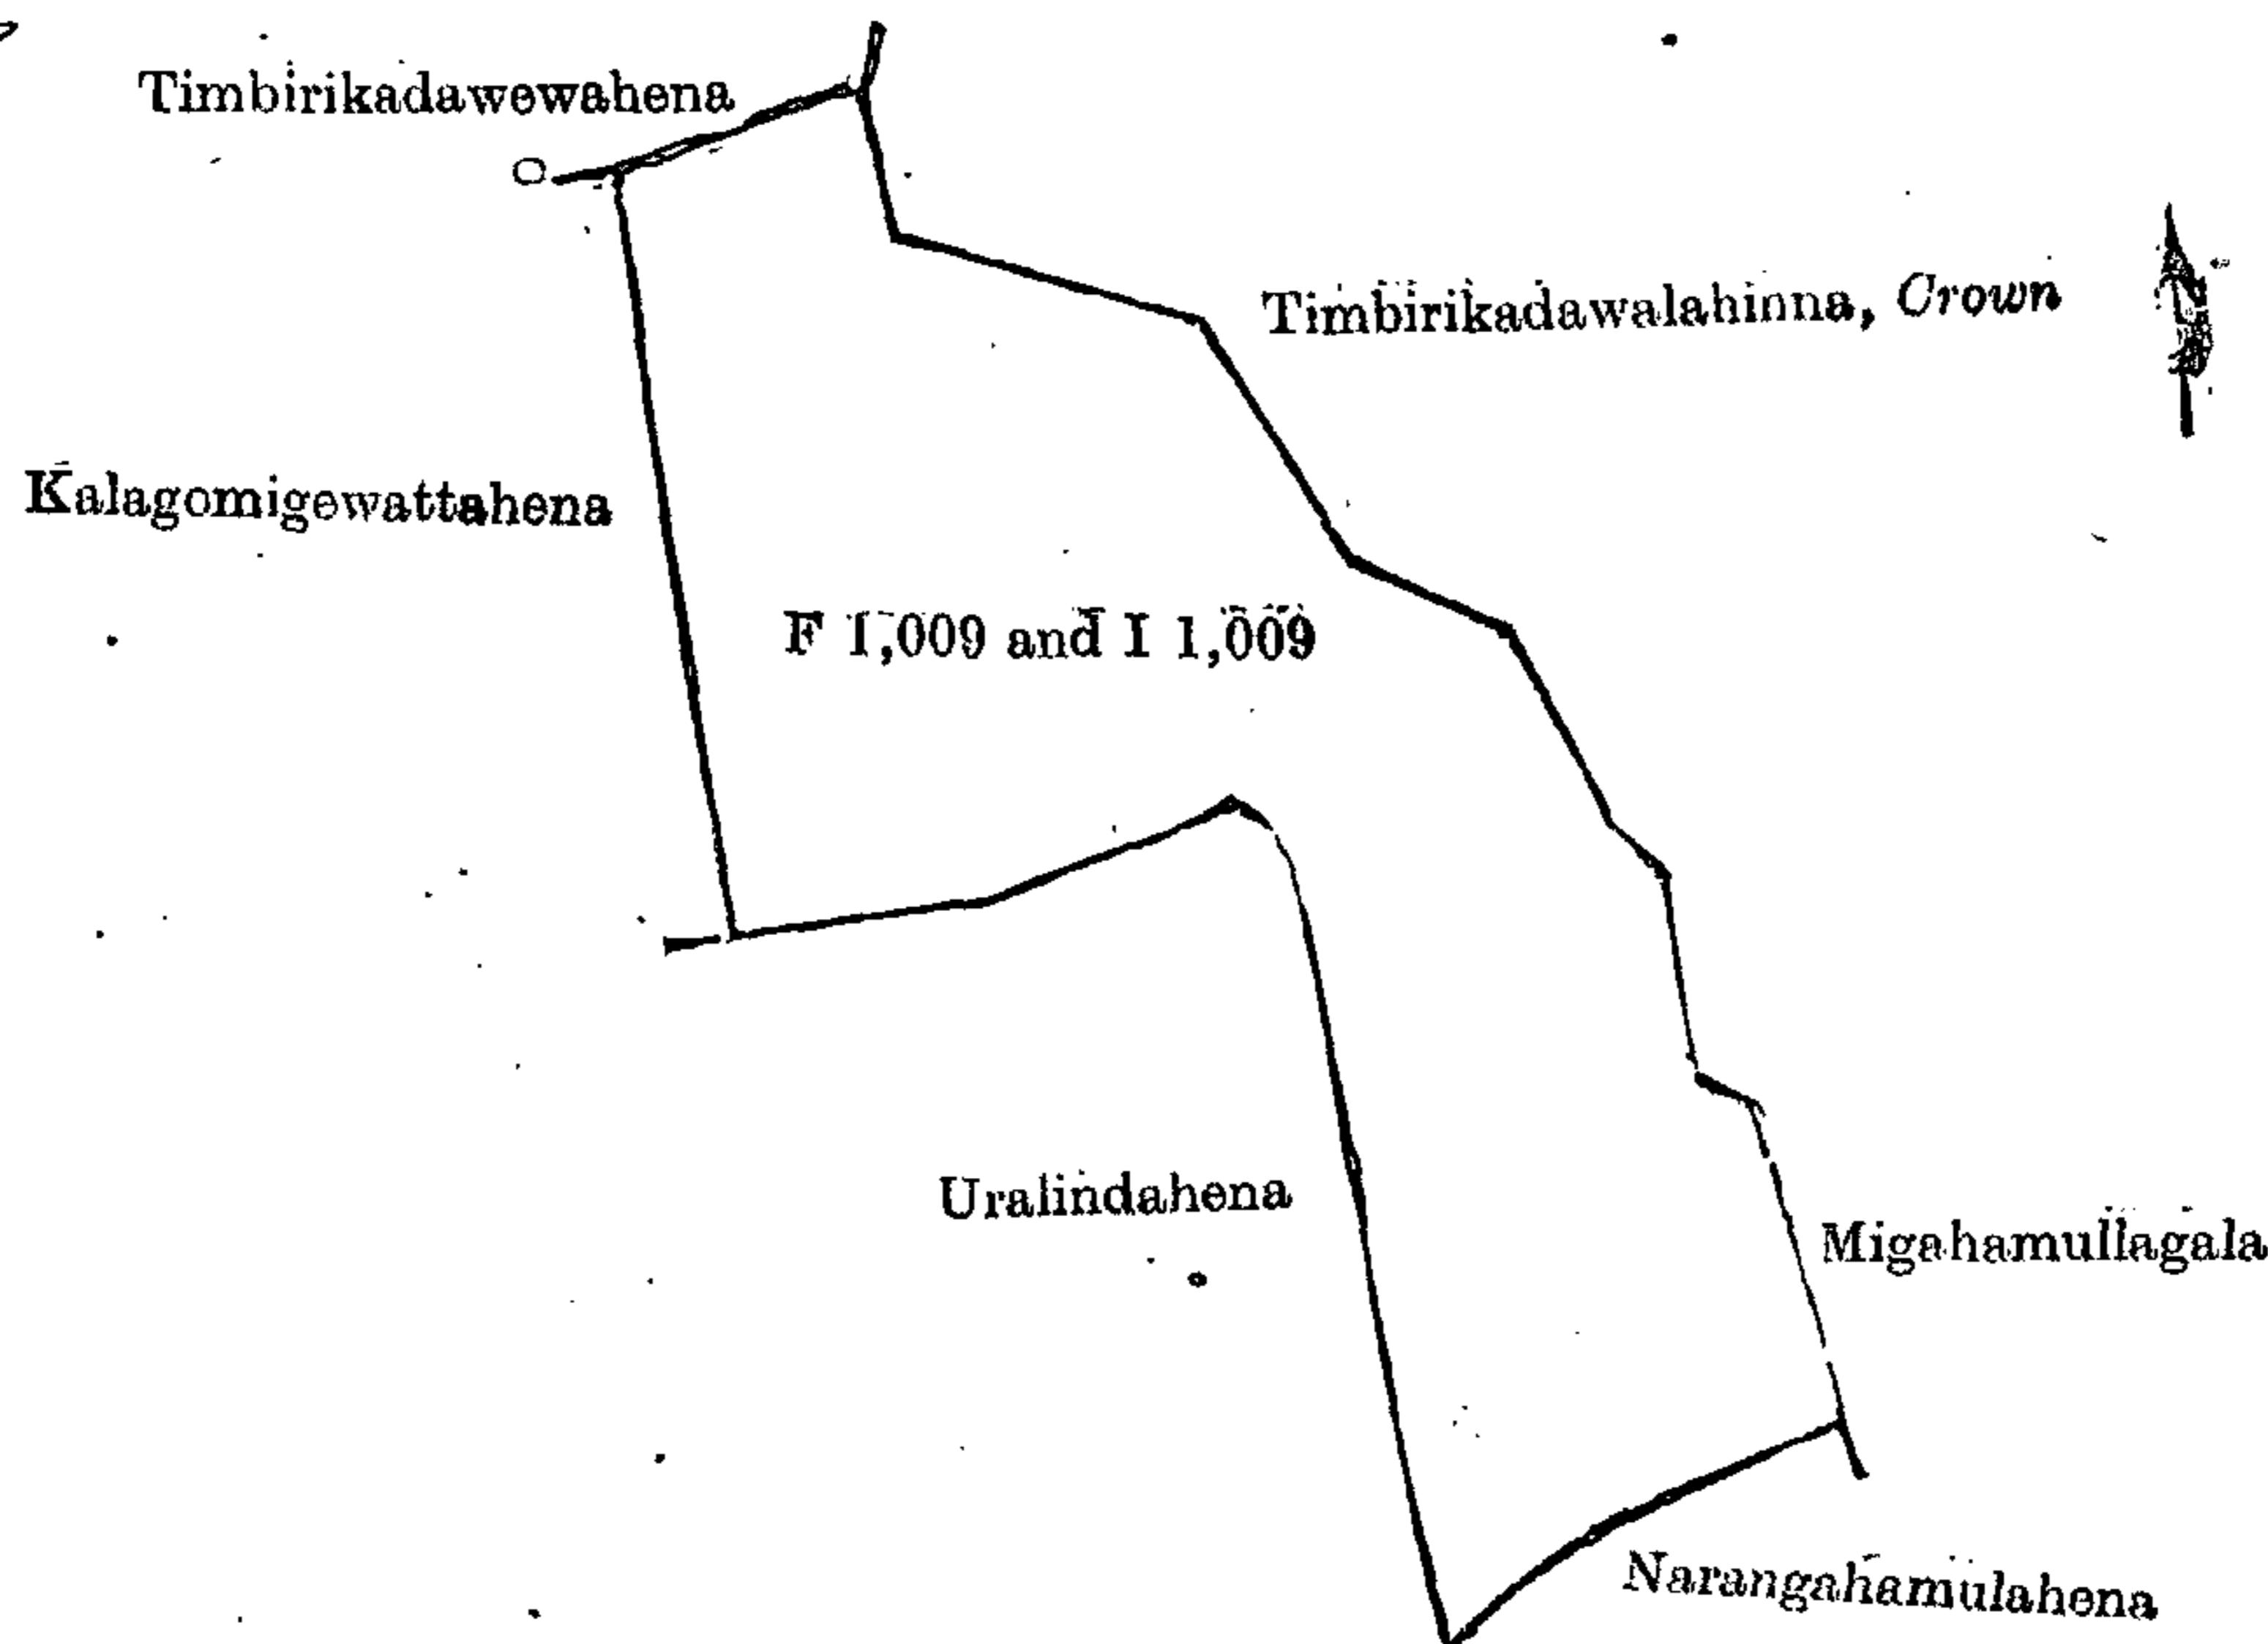 Timbirikadawewahena
Timbirikadawalahinna, Crown
Kalagomigewattahena
F 1,009 and I 1,009
Uralindahena
Migahamullagala
Narangahamulahena